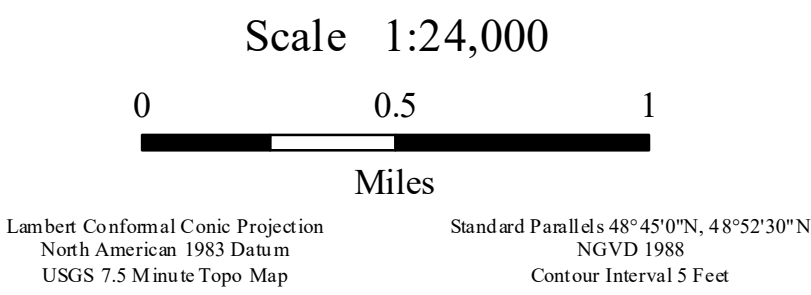 Scale 1:24,000
0 0.5 1
Miles
Lambert Conformal Conic Projection
North American 1983 Datum
USGS 7.5 Minute Topo Map
Standard Parallels 48°45'0"N, 48°52'30"N
NGVD 1988
Contour Interval 5 Feet